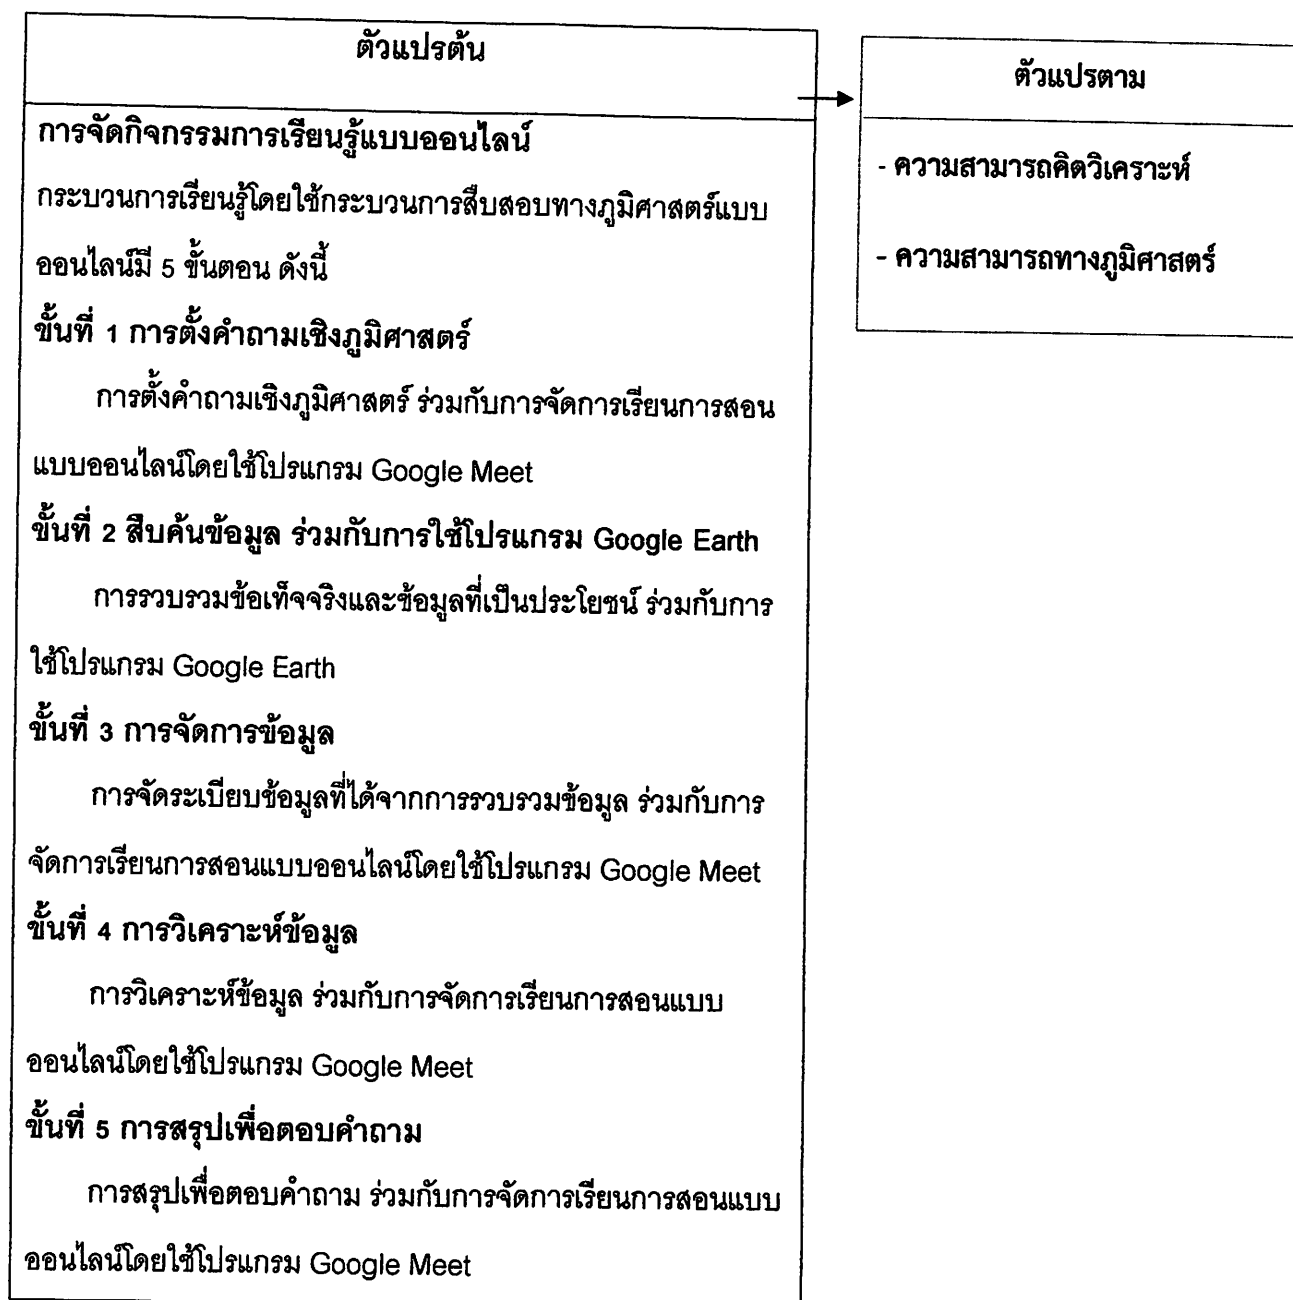 ตัวแปรต้น
การจัดกิจกรรมการเรียนรู้แบบออนไลน์
กระบวนการเรียนรู้โดยใช้กระบวนการสืบสอบทางภูมิศาสตร์แบบ
ออนไลน์มี 5 ขั้นตอน ดังนี้
ขั้นที่ 1 การตั้งคำถามเชิงภูมิศาสตร์
การตั้งคำถามเชิงภูมิศาสตร์ ร่วมกับการจัดการเรียนการสอน
แบบออนไลน์โดยใช้โปรแกรม Google Meet
ขั้นที่ 2 สืบค้นข้อมูล ร่วมกับการใช้โปรแกรม Google Earth
การรวบรวมข้อเท็จจริงและข้อมูลที่เป็นประโยชน์ ร่วมกับการ
ใช้โปรแกรม Google Earth
ขั้นที่ 3 การจัดการข้อมูล
การจัดระเบียบข้อมูลที่ได้จากการรวบรวมข้อมูล ร่วมกับการ
จัดการเรียนการสอนแบบออนไลน์โดยใช้โปรแกรม Google Meet
ขั้นที่ 4 การวิเคราะห์ข้อมูล
การวิเคราะห์ข้อมูล ร่วมกับการจัดการเรียนการสอนแบบ
ออนไลน์โดยใช้โปรแกรม Google Meet
ขั้นที่ 5 การสรุปเพื่อตอบคำถาม
การสรุปเพื่อตอบคำถาม ร่วมกับการจัดการเรียนการสอนแบบ
ออนไลน์โดยใช้โปรแกรม Google Meet
ตัวแปรตาม
- ความสามารถคิดวิเคราะห์
- ความสามารถทางภูมิศาสตร์